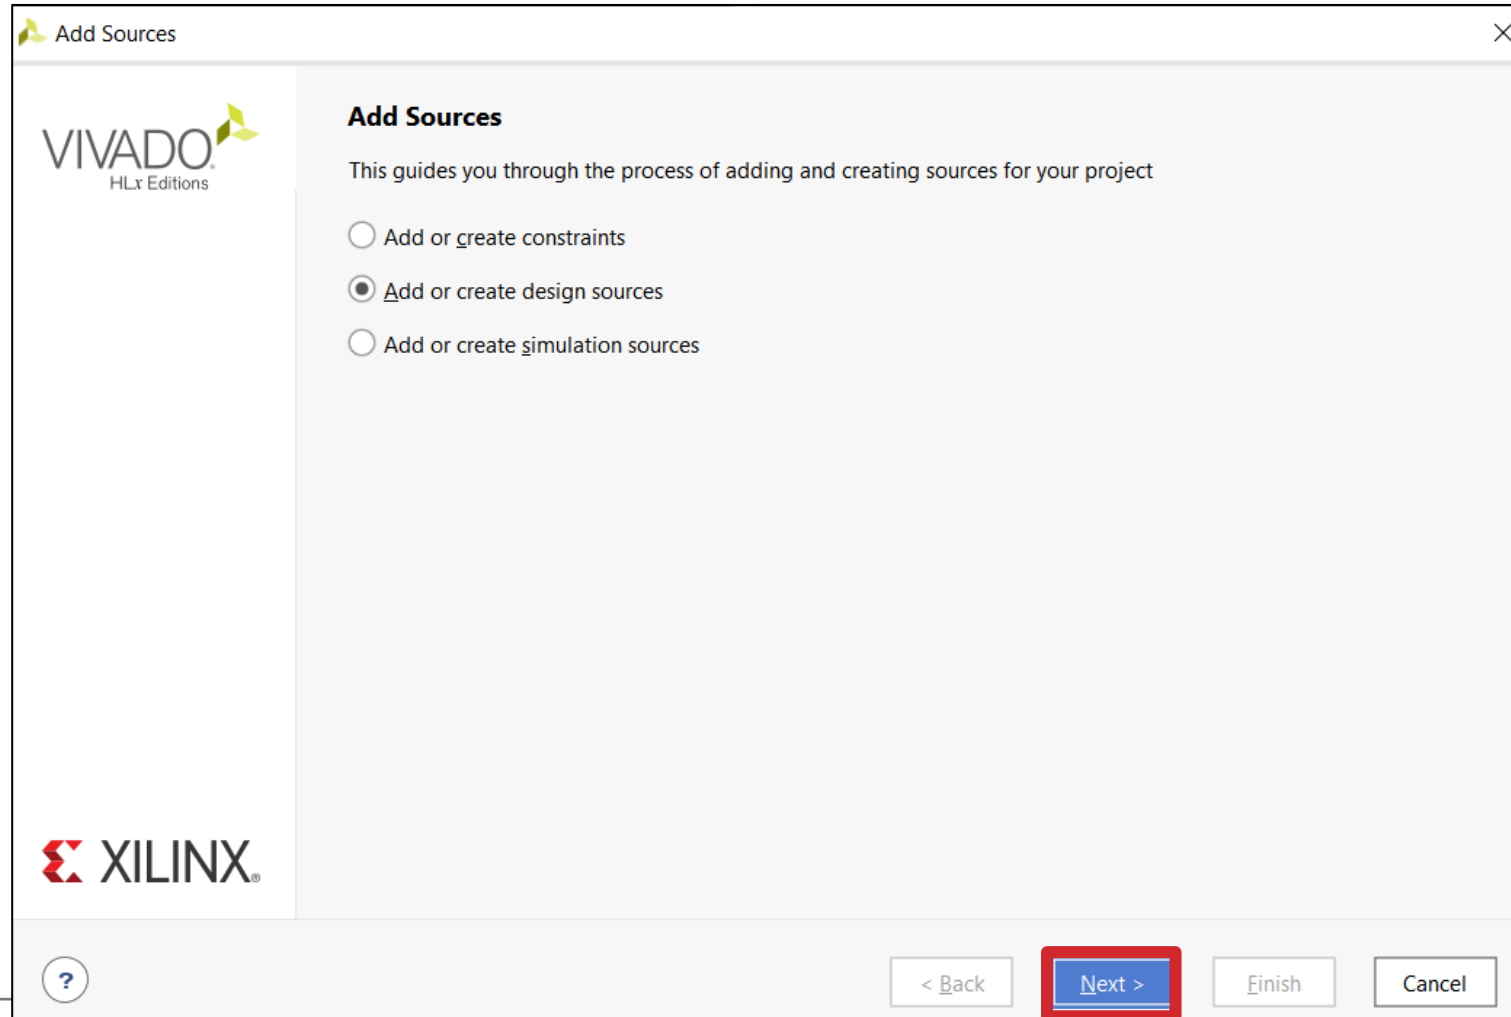 Add Sources
VIVADO.
HLx Editions
Add Sources
This guides you through the process of adding and creating sources for your project
Add or create constraints
Add or create design sources
Add or create simulation sources
XILINX®
?
< Back
Next >
Finish
Cancel